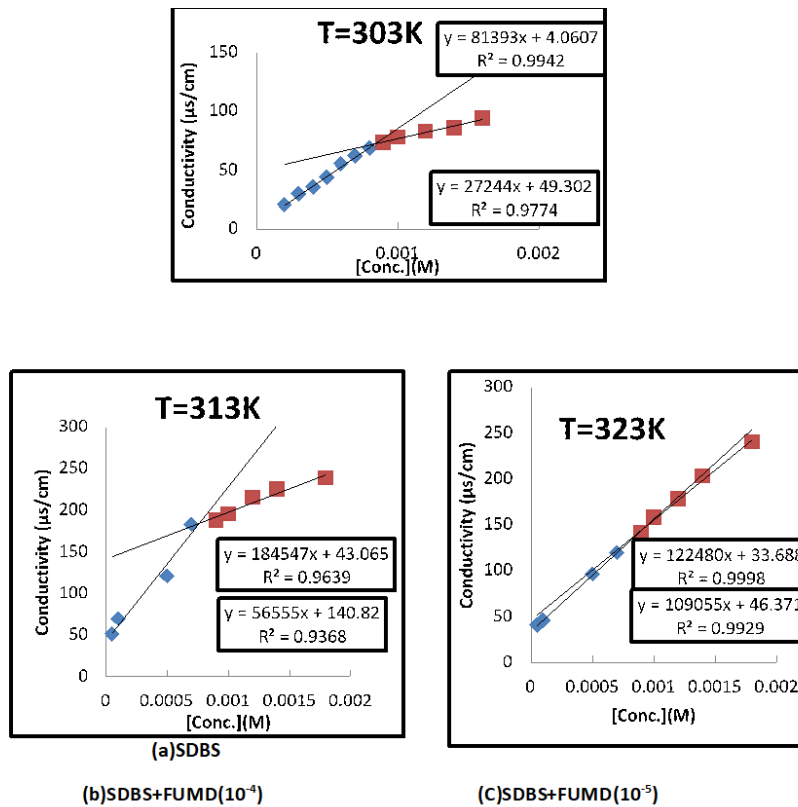 T=303K
y = 81393x + 4.0607
R² = 0.9942
150
100
50
0
Conductivity (µs/cm)
y = 27244x + 49.302
R² = 0.9774
0
0.001
0.002
[Conc.](M)
T=313K
300
250
200
150
100
50
0
Conductivity (µs/cm)
y = 184547x + 43.065
R² = 0.9639
y = 56555x + 140.82
R² = 0.9368
0
0.0005
0.001
0.0015
0.002
[Conc.](M)
T=323K
300
250
200
150
100
50
0
Conductivity (µs/cm)
y = 122480x + 33.688
R² = 0.9998
y = 109055x + 46.371
R² = 0.9929
0
0.0005
0.001
0.0015
0.002
[Conc.](M)
(a)SDBS
(b)SDBS+FUMD(10⁻⁴)
(C)SDBS+FUMD(10⁻⁵)